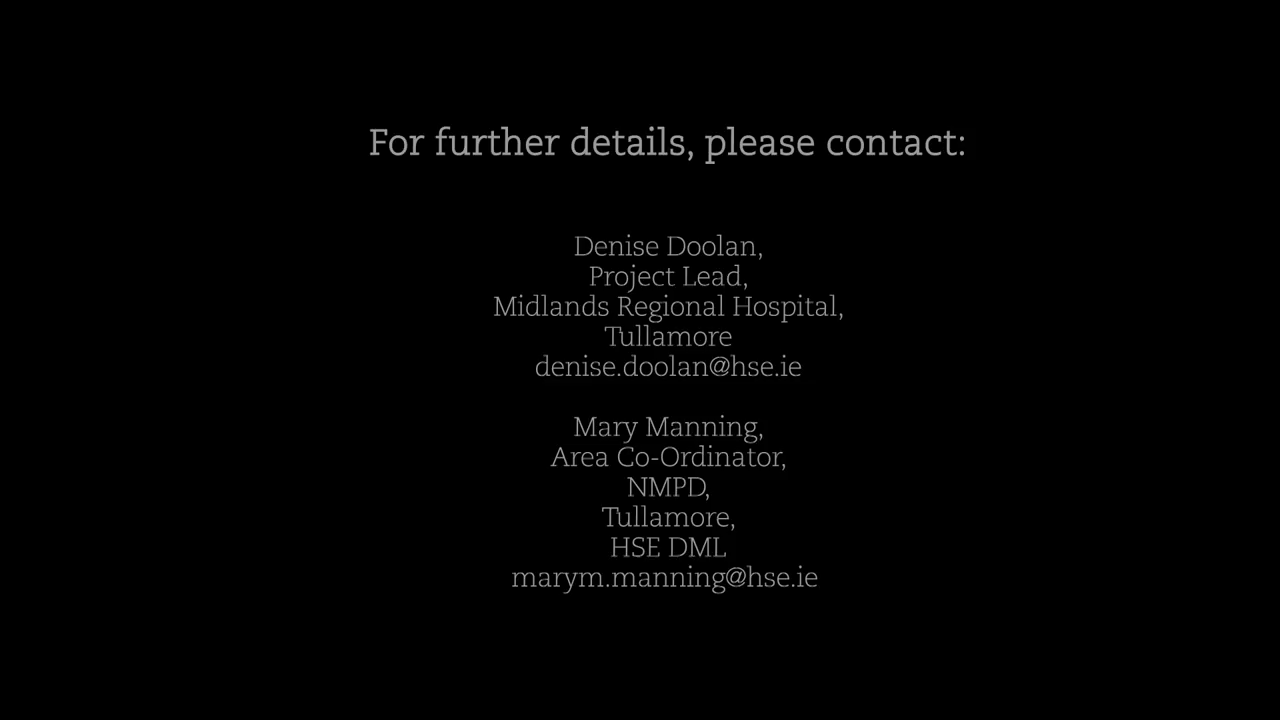 For further details, please contact:
Denise Doolan,
Project Lead,
Midlands Regional Hospital,
Tullamore
denise.doolan@hse.ie
Mary Manning,
Area Co-Ordinator,
NMPD,
Tullamore,
HSE DML
marym.manning@hse.ie